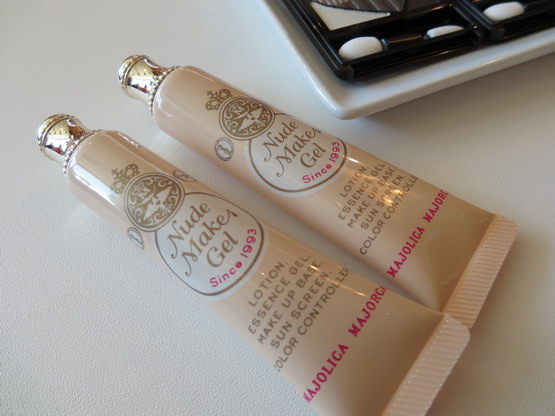 Nude
Make
Gel
Since 1993
LOTION,
ESSENCE GEL,
MAKE UP BASE,
SUN SCREEN,
COLOR CONTROLLER
MAJOLICA MAJORCA
Nude
Make
Gel
Since 1993
LOTION,
ESSENCE GEL,
MAKE UP BASE,
SUN SCREEN,
COLOR CONTROLLER
MAJOLICA MAJORC